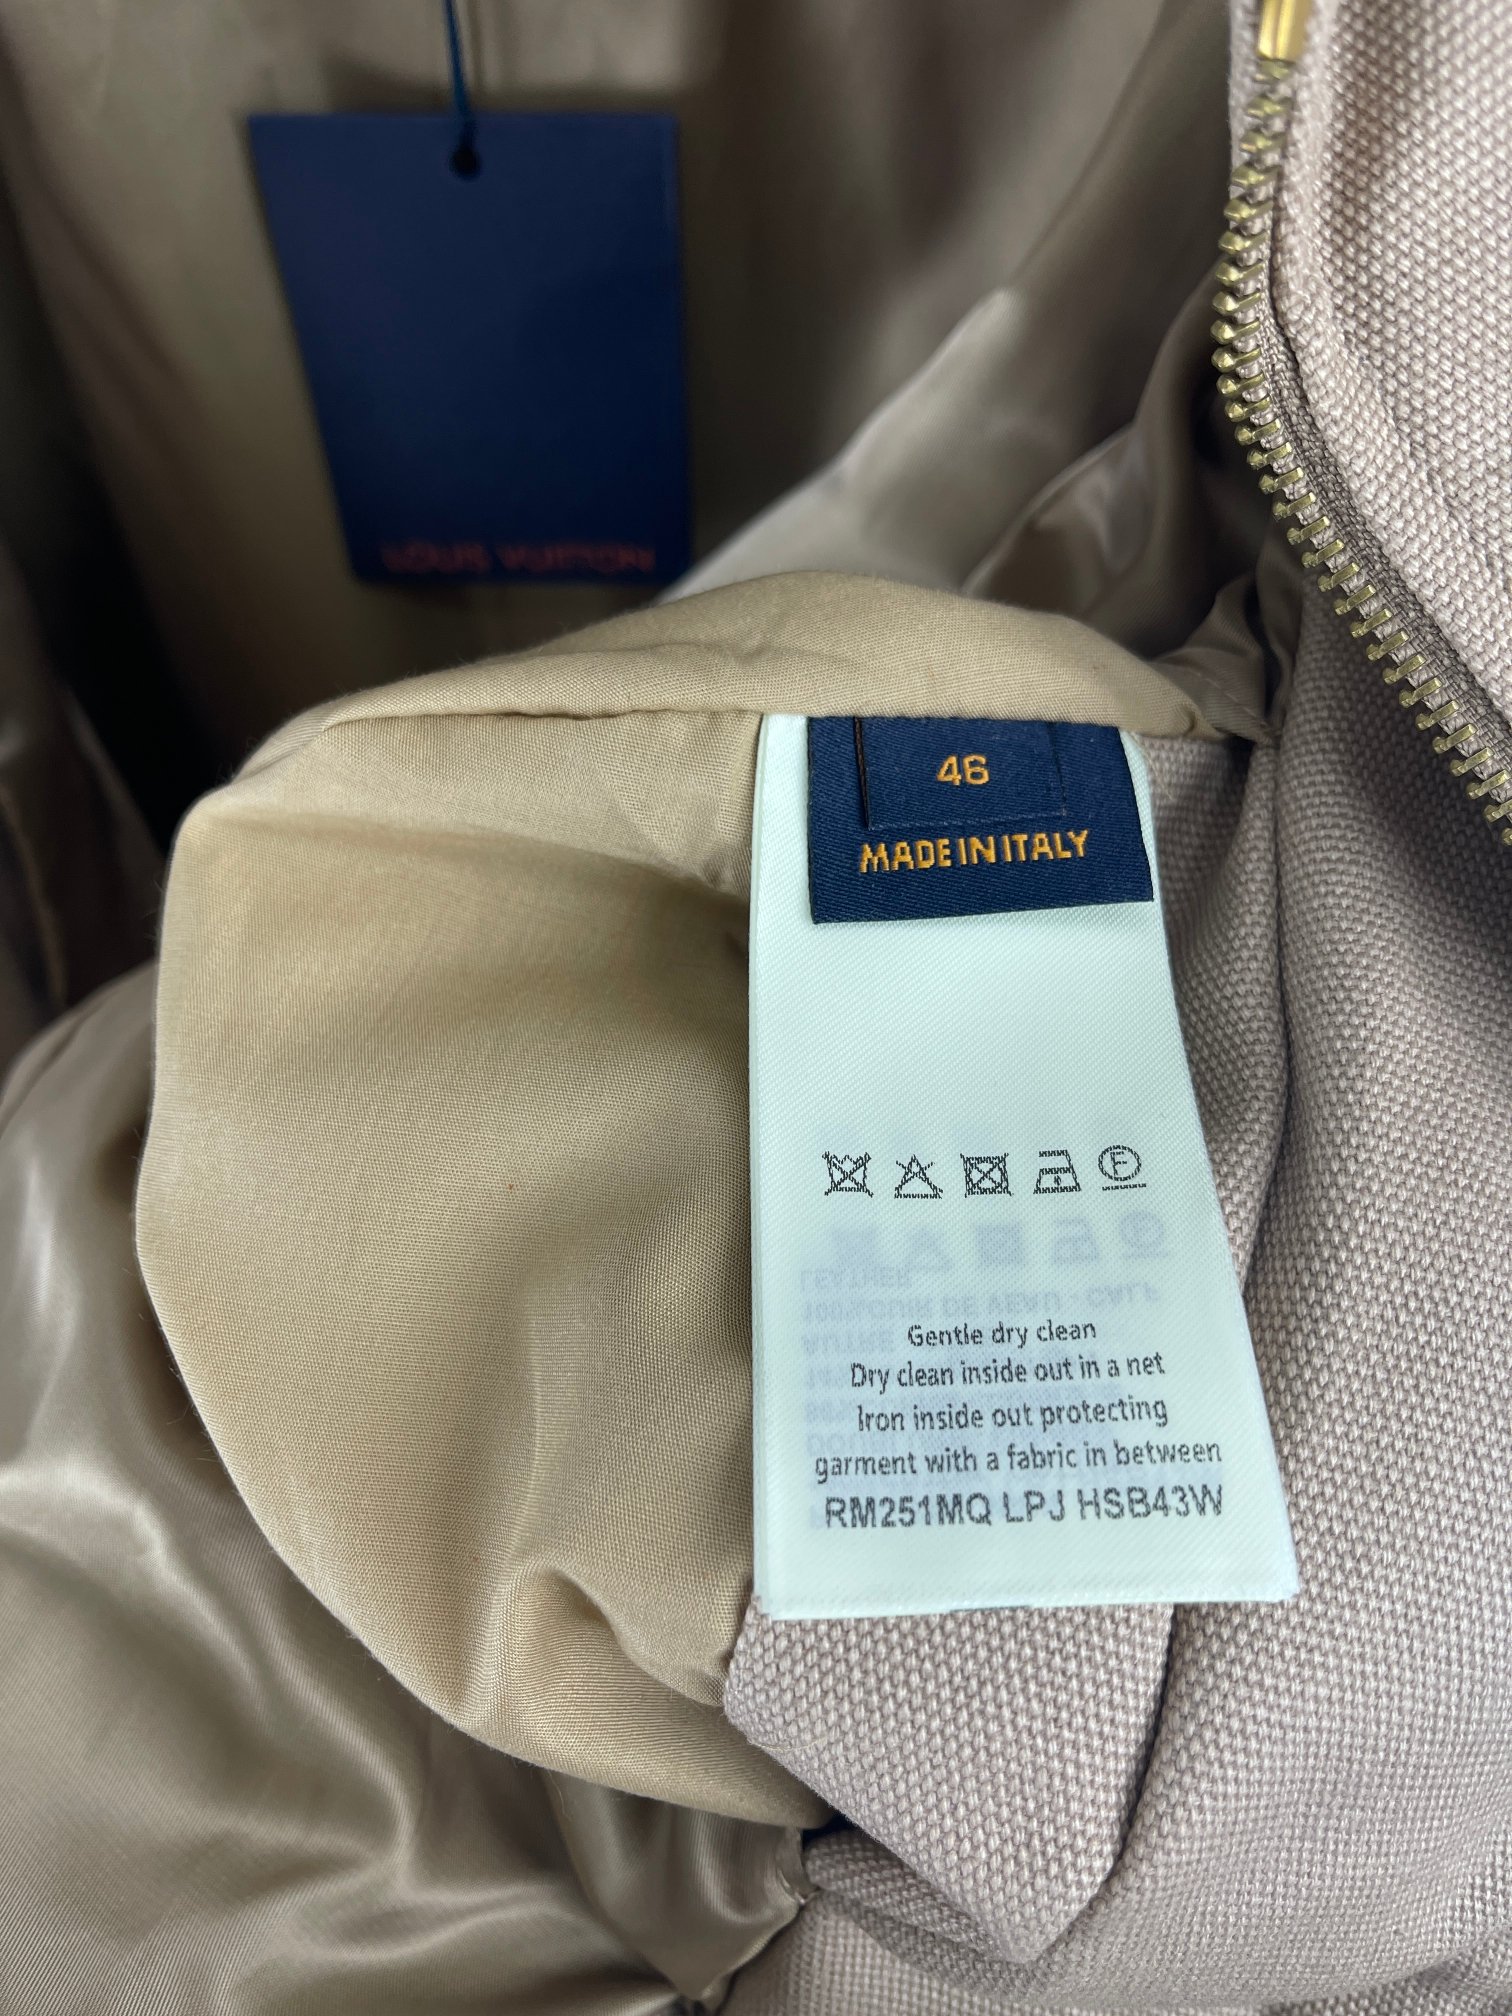 LOUIS VUITTON
46
MADE IN ITALY
F
Gentle dry clean
Dry clean inside out in a net
Iron inside out protecting
garment with a fabric in between
RM251MQ LPJ HSB43W